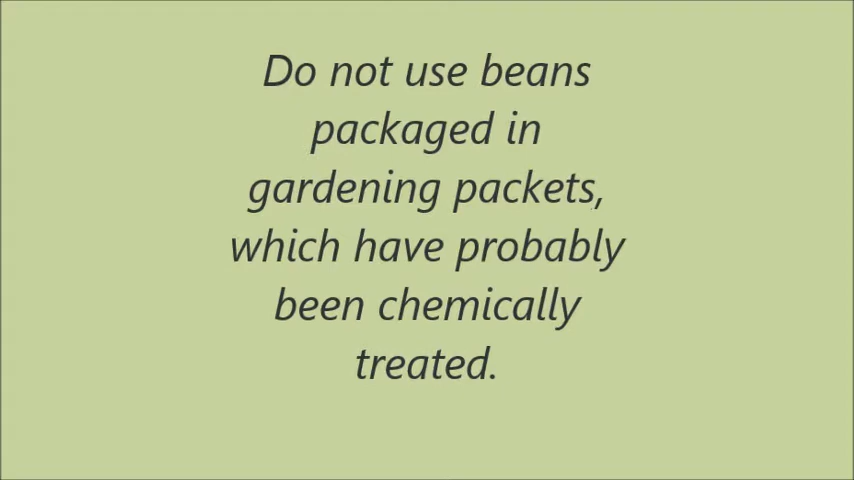 Do not use beans
packaged in
gardening packets,
which have probably
been chemically
treated.